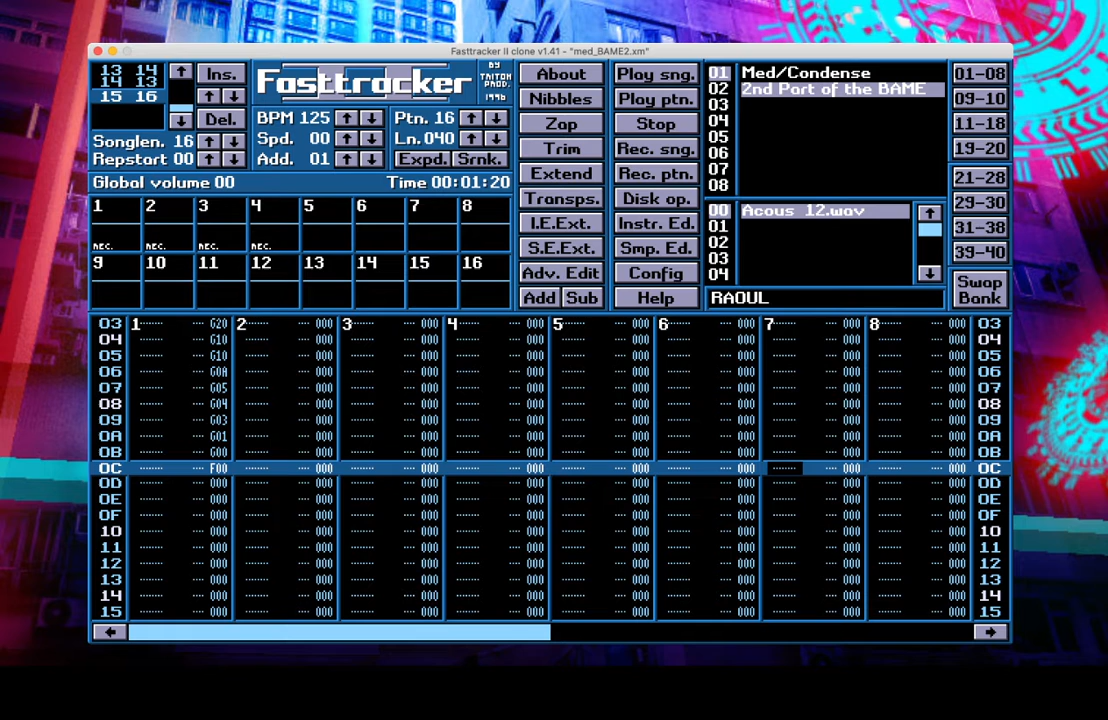 Fasttracker II clone v1.41 - "med_BAME2.xm"
13 14
14 13
15 16
Ins.
Del.
Songlen. 16
Repstart 00
Fasttracker
BY TRITON PROD. 1996
BPM 125
Spd. 00
Add. 01
Ptn. 16
Ln. 040
Expd. Srnk.
Global volume 00
Time 00:01:20
1 2 3 4 5 6 7 8
REC. REC. REC. REC.
9 10 11 12 13 14 15 16
About
Nibbles
Zap
Trim
Extend
Transps.
I.E.Ext.
S.E.Ext.
Adv. Edit
Add Sub
Play sng.
Play ptn.
Stop
Rec. sng.
Rec. ptn.
Disk op.
Instr. Ed.
Smp. Ed.
Config
Help
01 Med/Condense
02 2nd Part of the BAME
03
04
05
06
07
08
00 Acous 12.wav
01
02
03
04
RAOUL
01-08
09-10
11-18
19-20
21-28
29-30
31-38
39-40
Swap Bank
03 1 G20 2 000 3 000 4 000 5 000 6 000 7 000 8 000 03
04 G10 000 000 000 000 000 000 000 04
05 G10 000 000 000 000 000 000 000 05
06 G0A 000 000 000 000 000 000 000 06
07 G05 000 000 000 000 000 000 000 07
08 G04 000 000 000 000 000 000 000 08
09 G03 000 000 000 000 000 000 000 09
0A G01 000 000 000 000 000 000 000 0A
0B G00 000 000 000 000 000 000 000 0B
0C F00 000 000 000 000 000 000 000 0C
0D 000 000 000 000 000 000 000 000 0D
0E 000 000 000 000 000 000 000 000 0E
0F 000 000 000 000 000 000 000 000 0F
10 000 000 000 000 000 000 000 000 10
11 000 000 000 000 000 000 000 000 11
12 000 000 000 000 000 000 000 000 12
13 000 000 000 000 000 000 000 000 13
14 000 000 000 000 000 000 000 000 14
15 000 000 000 000 000 000 000 000 15